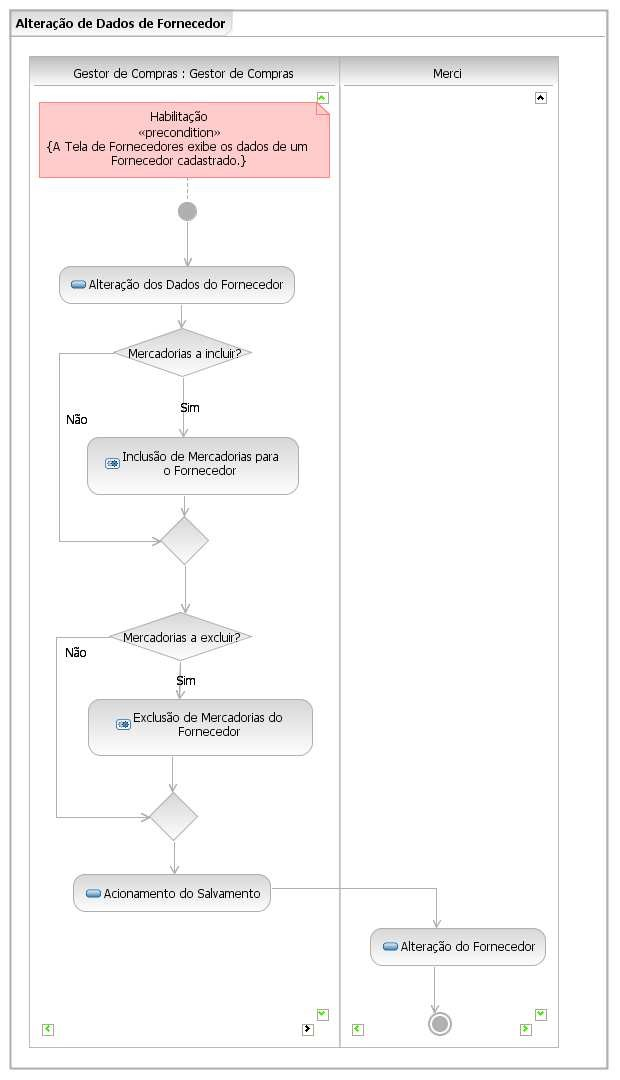 Alteração de Dados de Fornecedor
Gestor de Compras : Gestor de Compras
Merci
Habilitação
«precondition»
{A Tela de Fornecedores exibe os dados de um
Fornecedor cadastrado.}
Alteração dos Dados do Fornecedor
Mercadorias a incluir?
Não
Sim
Inclusão de Mercadorias para
o Fornecedor
Mercadorias a excluir?
Não
Sim
Exclusão de Mercadorias do
Fornecedor
Acionamento do Salvamento
Alteração do Fornecedor